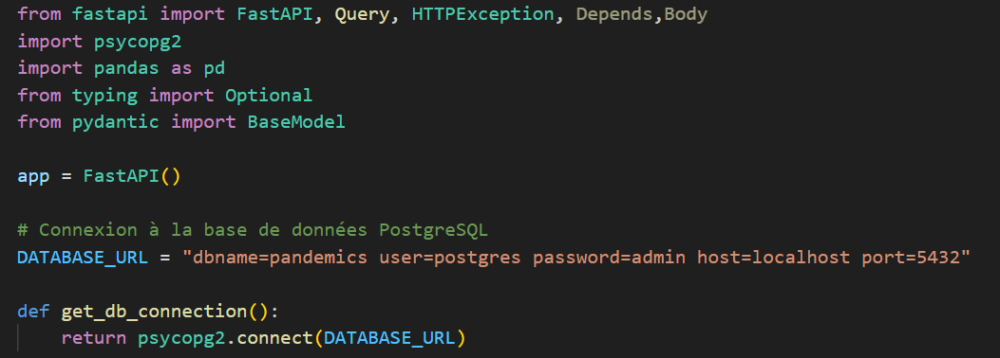 from fastapi import FastAPI, Query, HTTPException, Depends,Body
import psycopg2
import pandas as pd
from typing import Optional
from pydantic import BaseModel
app = FastAPI()
# Connexion à la base de données PostgreSQL
DATABASE_URL = "dbname=pandemics user=postgres password=admin host=localhost port=5432"
def get_db_connection():
    return psycopg2.connect(DATABASE_URL)